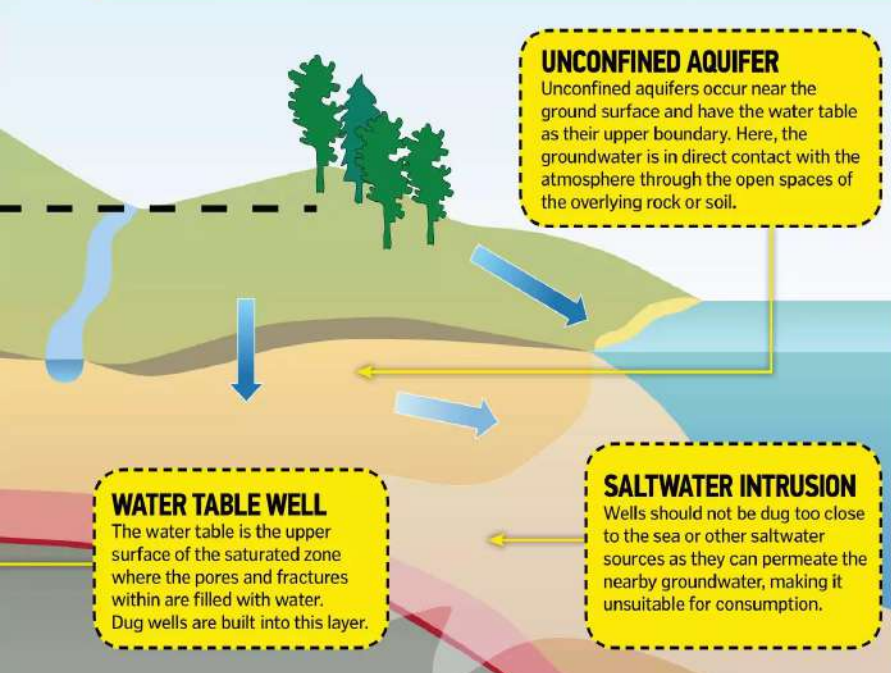 UNCONFINED AQUIFER
Unconfined aquifers occur near the
ground surface and have the water table
as their upper boundary. Here, the
groundwater is in direct contact with the
atmosphere through the open spaces of
the overlying rock or soil.
WATER TABLE WELL
The water table is the upper
surface of the saturated zone
where the pores and fractures
within are filled with water.
Dug wells are built into this layer.
SALTWATER INTRUSION
Wells should not be dug too close
to the sea or other saltwater
sources as they can permeate the
nearby groundwater, making it
unsuitable for consumption.